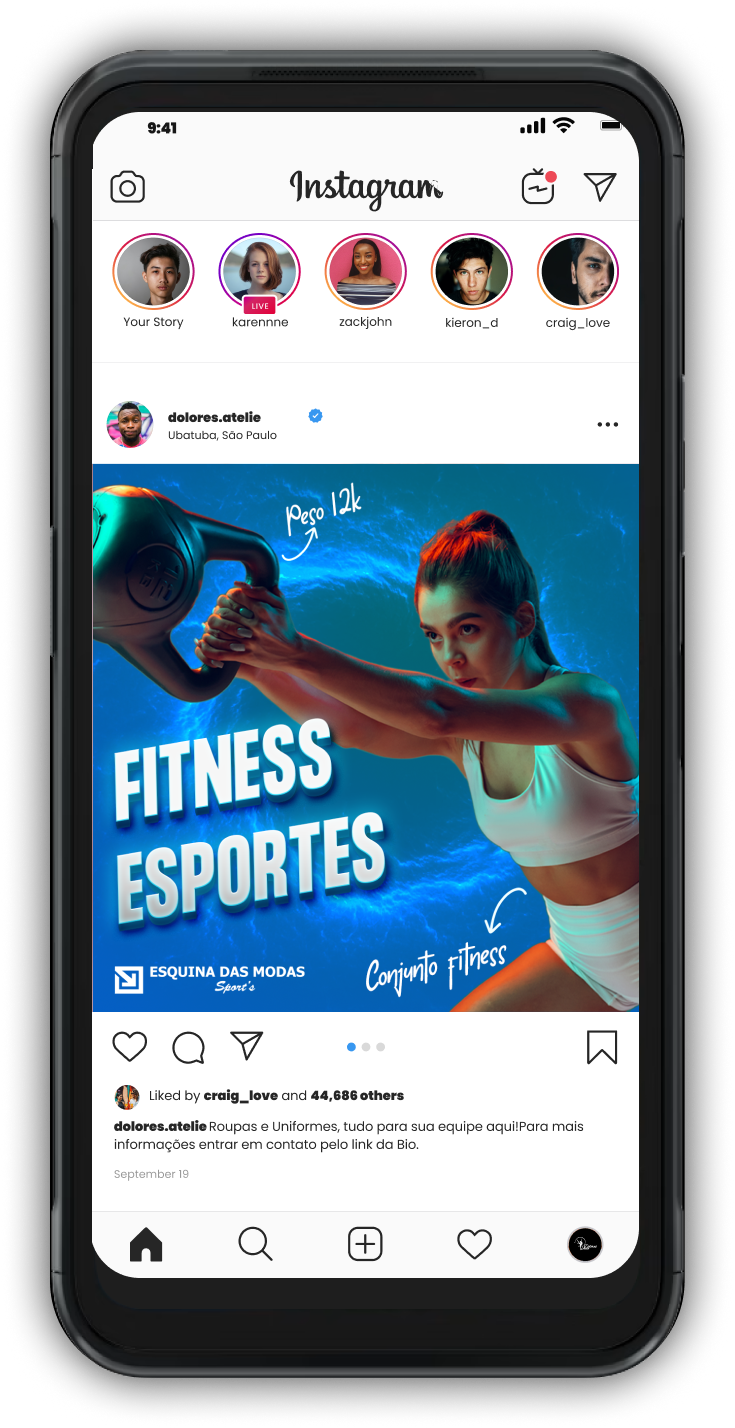 9:41
Instagram
LIVE
Your Story
karennne
zackjohn
kieron_d
craig_love
dolores.atelie
Ubatuba, São Paulo
Peso 12k
FITNESS
ESPORTES
ESQUINA DAS MODAS
Sport's
Conjunto Fitness
Liked by craig_love and 44,686 others
dolores.atelie Roupas e Uniformes, tudo para sua equipe aqui!Para mais
informações entrar em contato pelo link da Bio.
September 19